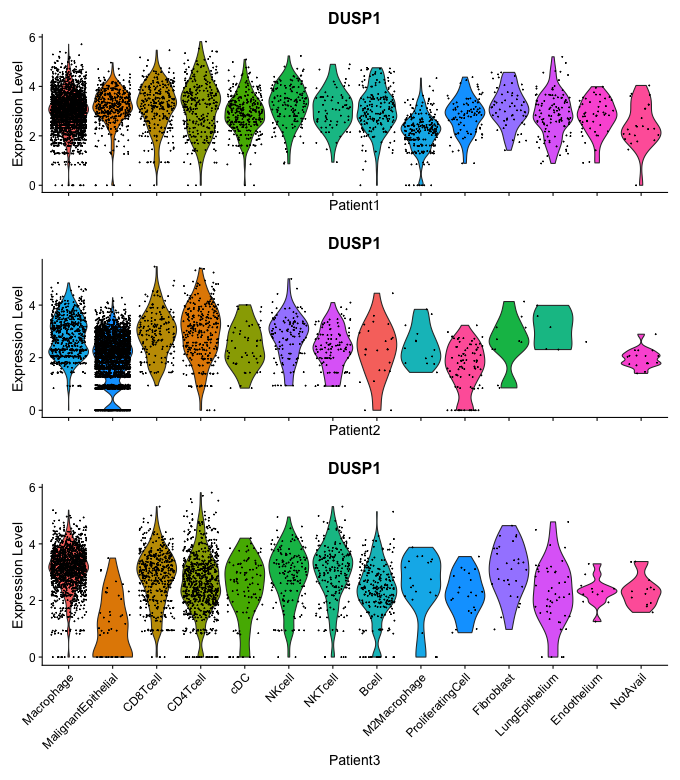 DUSP1
Expression Level
6
4
2
0
Patient1
DUSP1
Expression Level
4
2
0
Patient2
DUSP1
Expression Level
6
4
2
0
Macrophage
MalignantEpithelial
CD8Tcell
CD4Tcell
cDC
NKcell
NKTcell
Bcell
M2Macrophage
ProliferatingCell
Fibroblast
LungEpithelium
Endothelium
NotAvail
Patient3